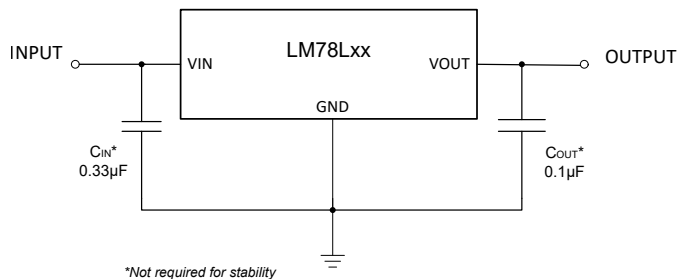 INPUT
VIN
LM78Lxx
VOUT
OUTPUT
GND
CIN*
0.33µF
COUT*
0.1µF
*Not required for stability